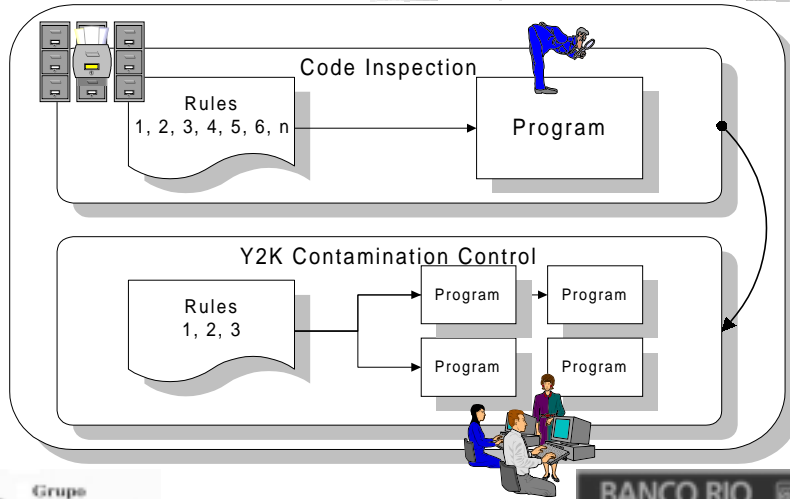 Code Inspection
Rules
1, 2, 3, 4, 5, 6, n
Program
Y2K Contamination Control
Rules
1, 2, 3
Program
Program
Program
Program
Grupo
BANCO RIO